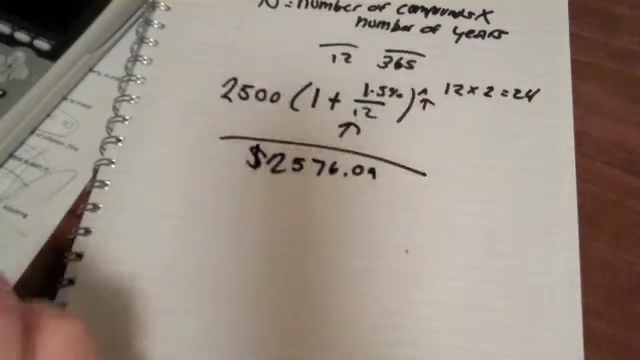 N = number of compounds x
number of years
12 365
2500 (1 + 1.5%/12) ^ 12 x 2 = 24
$2576.09